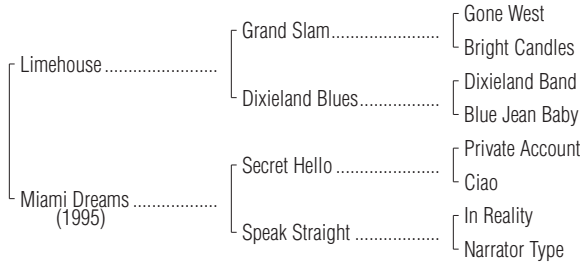 Gone West
Grand Slam
Bright Candles
Limehouse
Dixieland Band
Dixieland Blues
Blue Jean Baby
Private Account
Secret Hello
Ciao
Miami Dreams
(1995)
In Reality
Speak Straight
Narrator Type